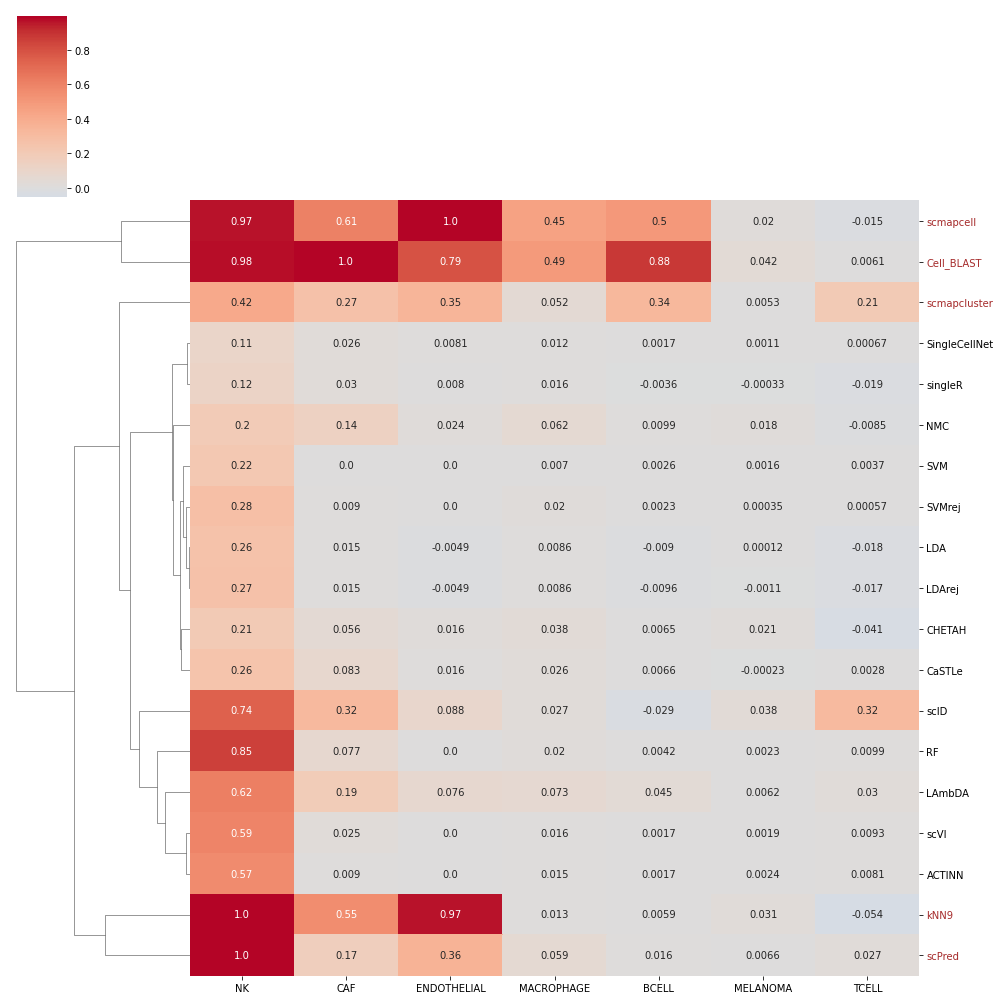 0.8
0.6
0.4
0.2
0.0
0.97 0.61 1.0 0.45 0.5 0.02 -0.015 scmapcell
0.98 1.0 0.79 0.49 0.88 0.042 0.0061 Cell_BLAST
0.42 0.27 0.35 0.052 0.34 0.0053 0.21 scmapcluster
0.11 0.026 0.0081 0.012 0.0017 0.0011 0.00067 SingleCellNet
0.12 0.03 0.008 0.016 -0.0036 -0.00033 -0.019 singleR
0.2 0.14 0.024 0.062 0.0099 0.018 -0.0085 NMC
0.22 0.0 0.0 0.007 0.0026 0.0016 0.0037 SVM
0.28 0.009 0.0 0.02 0.0023 0.00035 0.00057 SVMrej
0.26 0.015 -0.0049 0.0086 -0.009 0.00012 -0.018 LDA
0.27 0.015 -0.0049 0.0086 -0.0096 -0.0011 -0.017 LDArej
0.21 0.056 0.016 0.038 0.0065 0.021 -0.041 CHETAH
0.26 0.083 0.016 0.026 0.0066 -0.00023 0.0028 CaSTLe
0.74 0.32 0.088 0.027 -0.029 0.038 0.32 scID
0.85 0.077 0.0 0.02 0.0042 0.0023 0.0099 RF
0.62 0.19 0.076 0.073 0.045 0.0062 0.03 LAmbDA
0.59 0.025 0.0 0.016 0.0017 0.0019 0.0093 scVI
0.57 0.009 0.0 0.015 0.0017 0.0024 0.0081 ACTINN
1.0 0.55 0.97 0.013 0.0059 0.031 -0.054 kNN9
1.0 0.17 0.36 0.059 0.016 0.0066 0.027 scPred
NK CAF ENDOTHELIAL MACROPHAGE BCELL MELANOMA TCELL